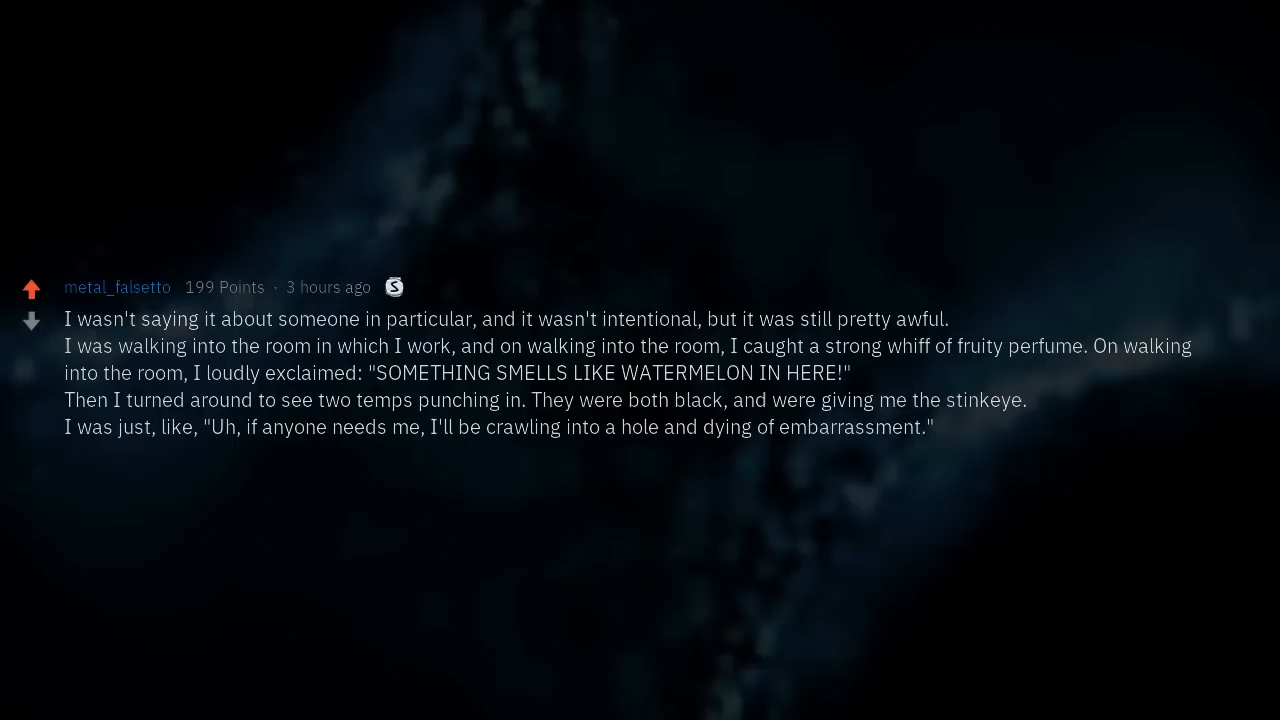 metal_falsetto 199 Points · 3 hours ago S
I wasn't saying it about someone in particular, and it wasn't intentional, but it was still pretty awful.
I was walking into the room in which I work, and on walking into the room, I caught a strong whiff of fruity perfume. On walking
into the room, I loudly exclaimed: "SOMETHING SMELLS LIKE WATERMELON IN HERE!"
Then I turned around to see two temps punching in. They were both black, and were giving me the stinkeye.
I was just, like, "Uh, if anyone needs me, I'll be crawling into a hole and dying of embarrassment."